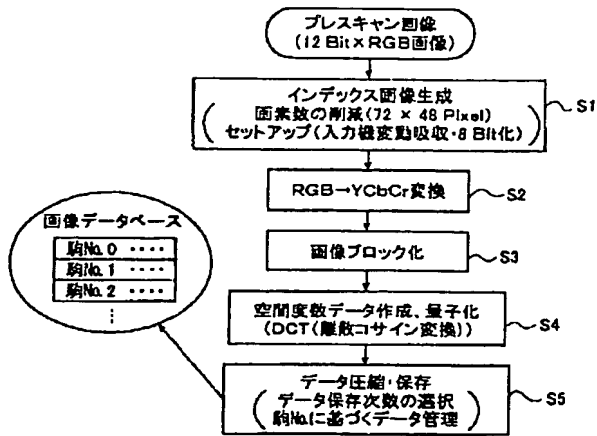 プレスキャン画像
(12 Bit×RGB画像)
インデックス画像生成
画素数の削減(72 × 48 Pixel)
セットアップ(入力機変動吸収・8 Bit化)
S1
RGB→YCbCr変換
S2
画像ブロック化
S3
空間度数データ作成、量子化
(DCT(離散コサイン変換))
S4
データ圧縮・保存
データ保存次数の選択
駒No.に基づくデータ管理
S5
画像データベース
駒No.0 ‥‥
駒No.1 ‥‥
駒No.2 ‥‥
⋮